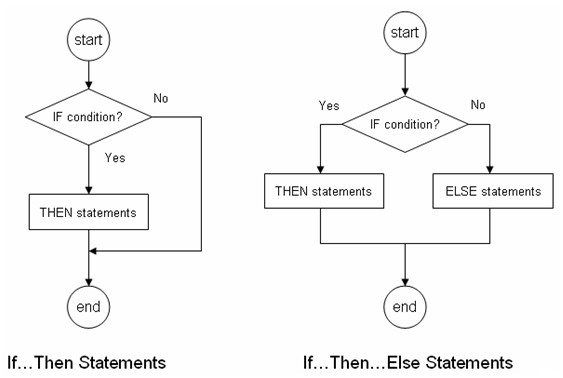 start
IF condition?
No
Yes
THEN statements
end
If...Then Statements
start
Yes
No
IF condition?
THEN statements
ELSE statements
end
If...Then...Else Statements